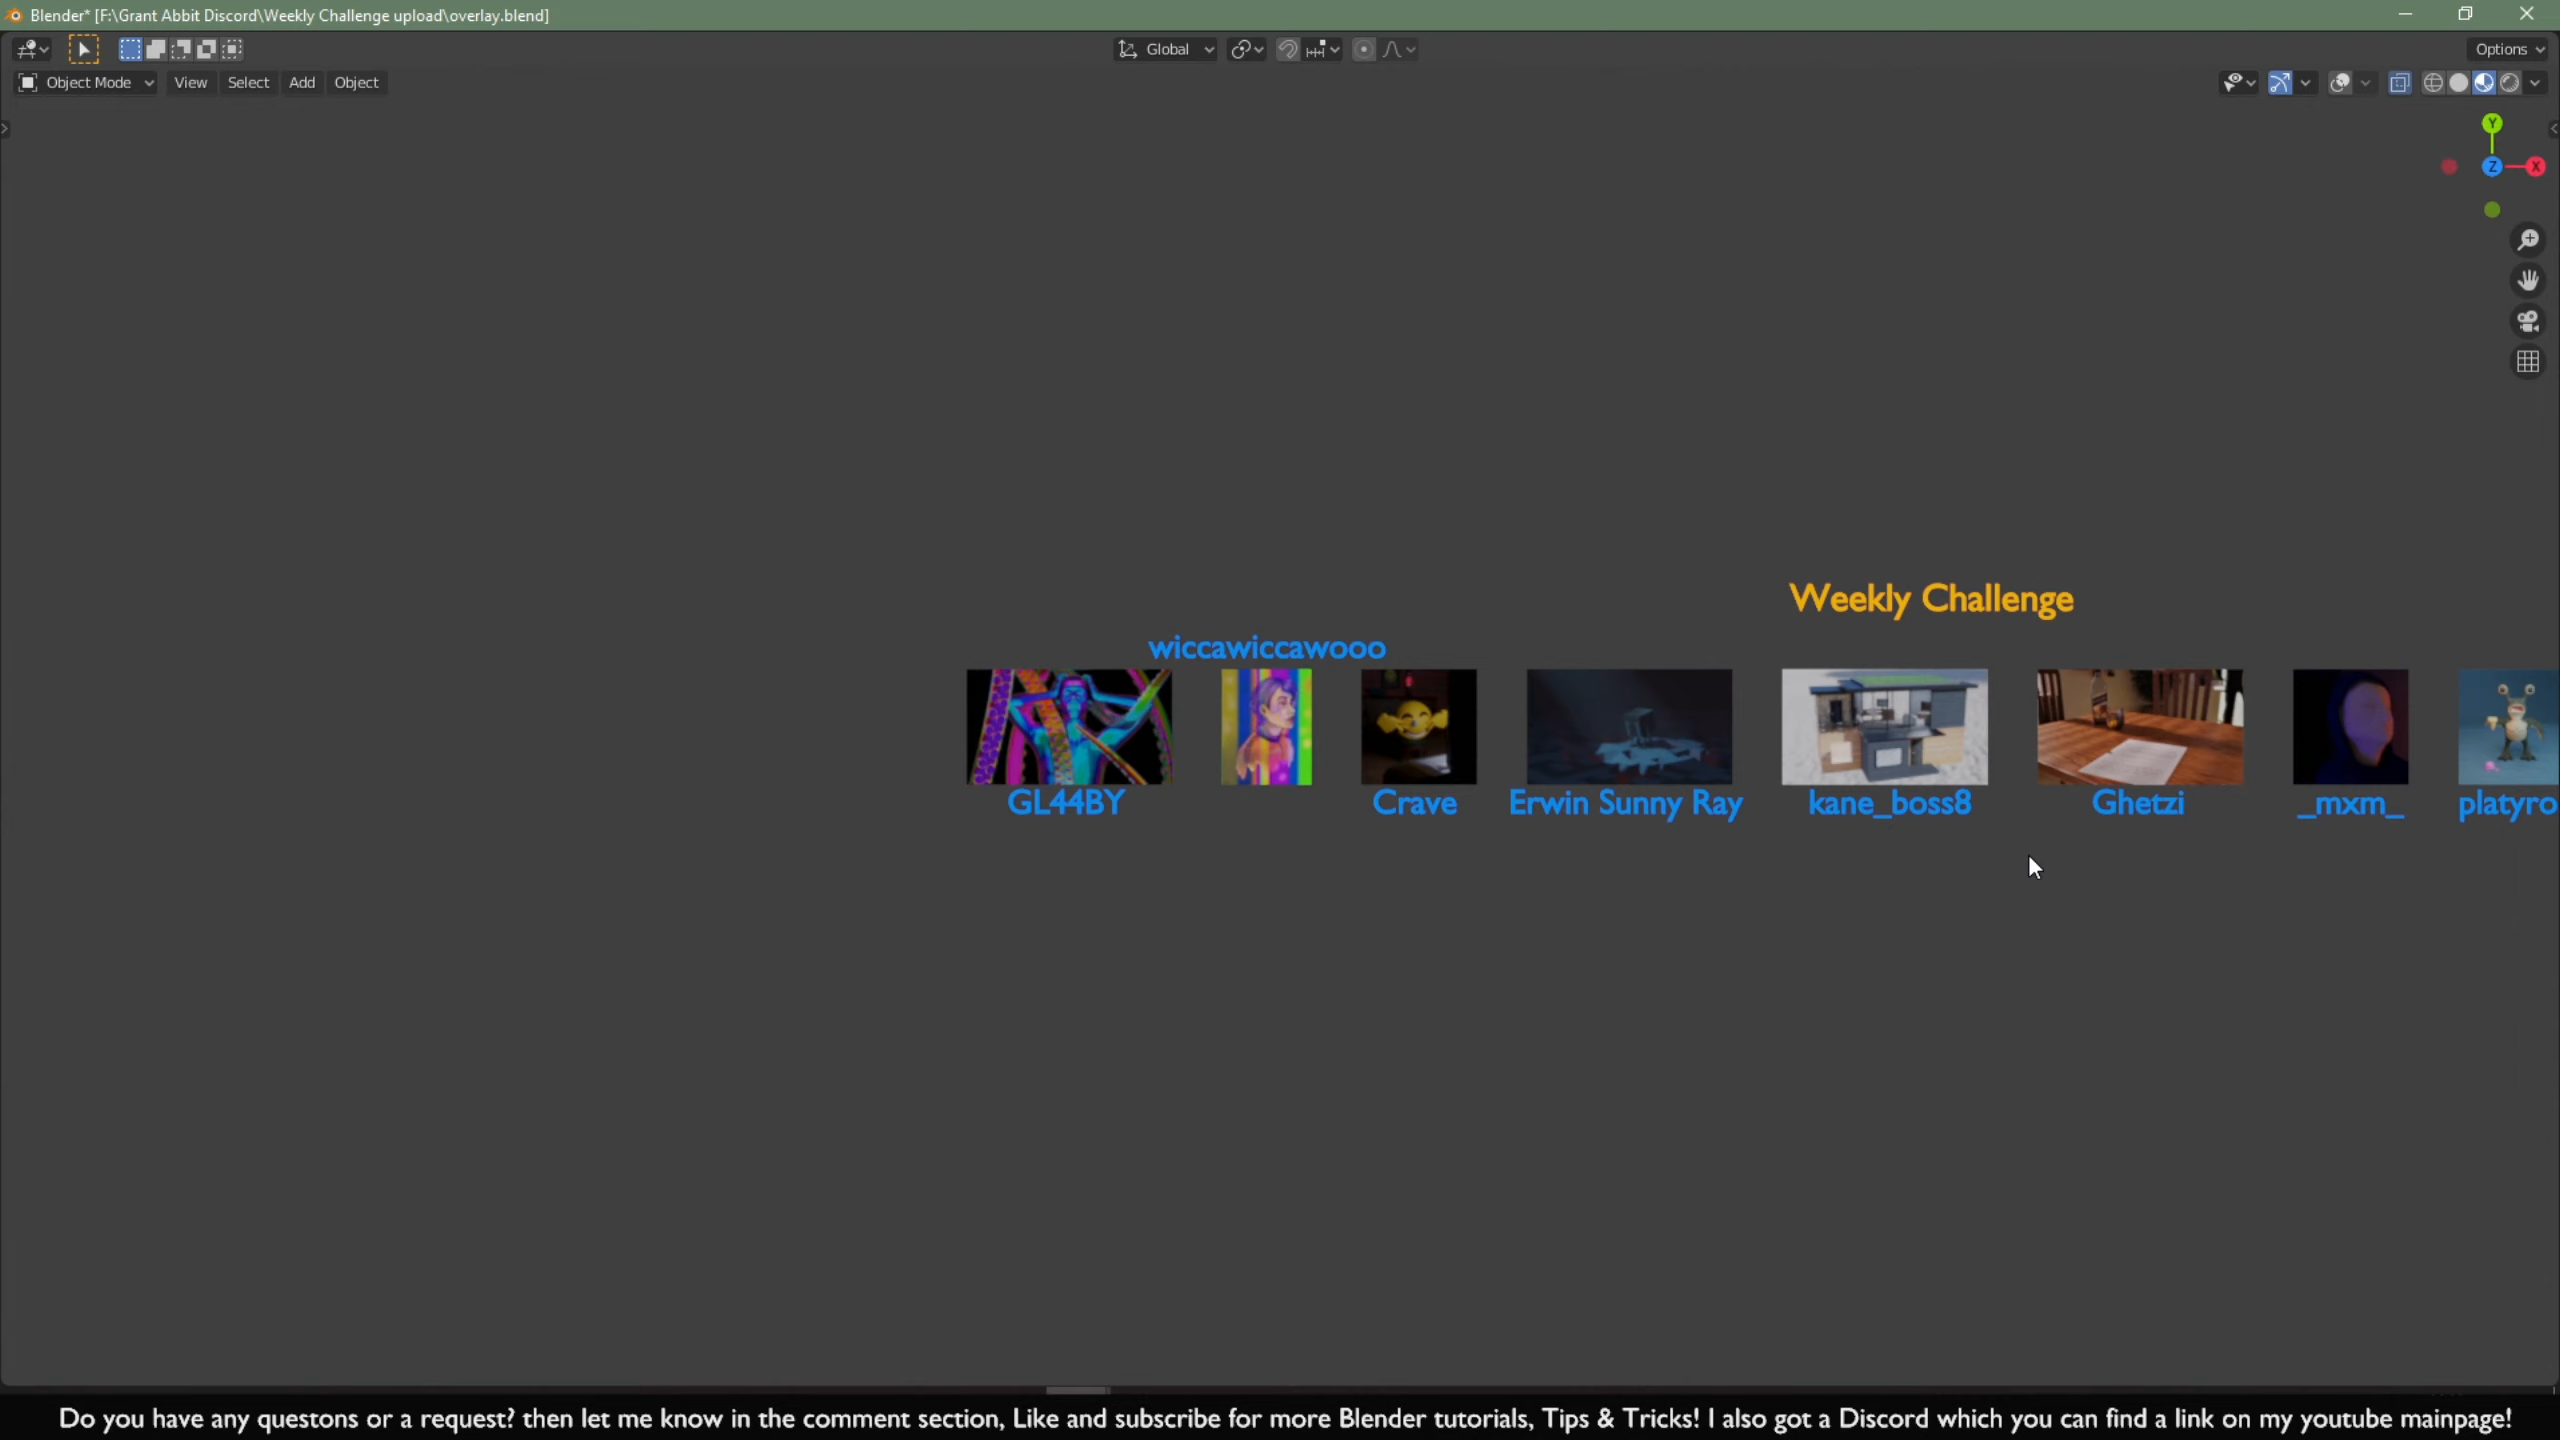 Blender* [F:\Grant Abbit Discord\Weekly Challenge upload\overlay.blend]
Global
Options
Object Mode
View
Select
Add
Object
Y
Z
X
Weekly Challenge
wiccawiccawooo
GL44BY
Crave
Erwin Sunny Ray
kane_boss8
Ghetzi
_mxm_
platyro
Do you have any questons or a request? then let me know in the comment section, Like and subscribe for more Blender tutorials, Tips & Tricks! I also got a Discord which you can find a link on my youtube mainpage!